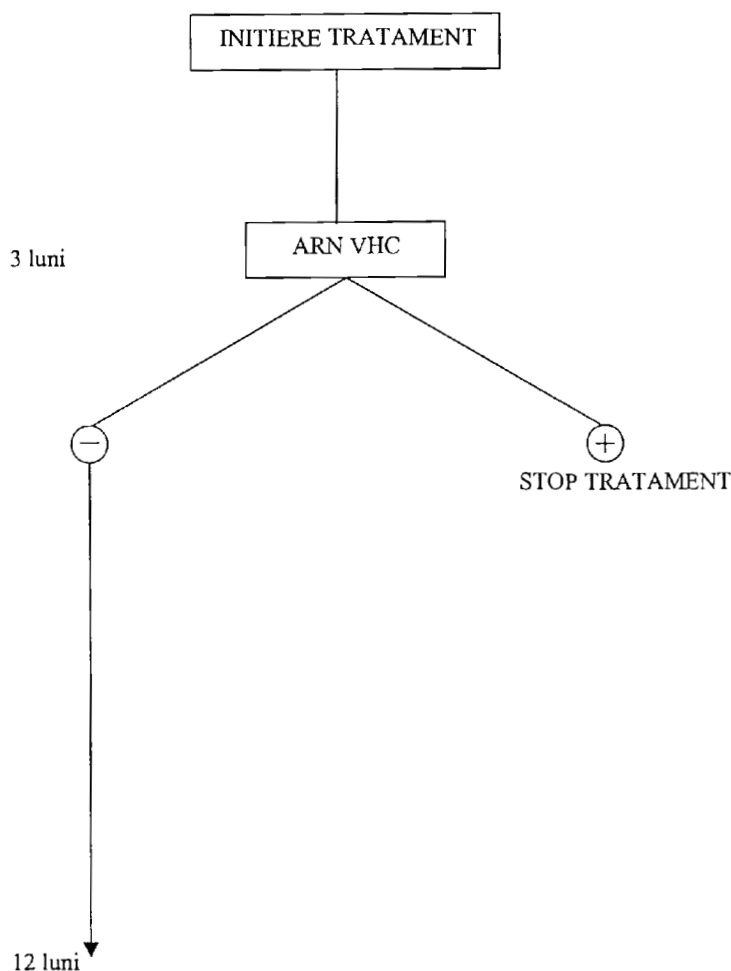 INITIERE TRATAMENT
ARN VHC
3 luni
−
+
STOP TRATAMENT
12 luni